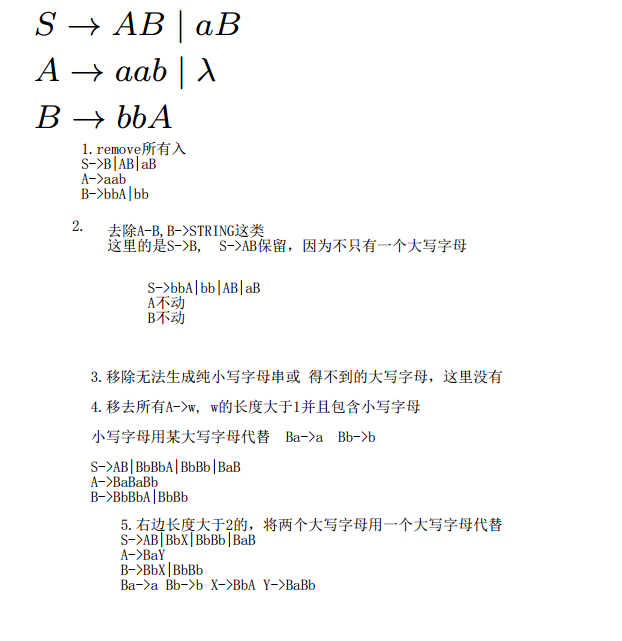 S → AB | aB
A → aab | λ
B → bbA
1.remove所有入
S->B|AB|aB
A->aab
B->bbA|bb
2. 去除A-B,B->STRING这类
这里的是S->B, S->AB保留，因为不只有一个大写字母
S->bbA|bb|AB|aB
A不动
B不动
3.移除无法生成纯小写字母串或 得不到的大写字母，这里没有
4.移去所有A->w, w的长度大于1并且包含小写字母
小写字母用某大写字母代替 Ba->a Bb->b
S->AB|BbBbA|BbBb|BaB
A->BaBaBb
B->BbBbA|BbBb
5.右边长度大于2的，将两个大写字母用一个大写字母代替
S->AB|BbX|BbBb|BaB
A->BaY
B->BbX|BbBb
Ba->a Bb->b X->BbA Y->BaBb